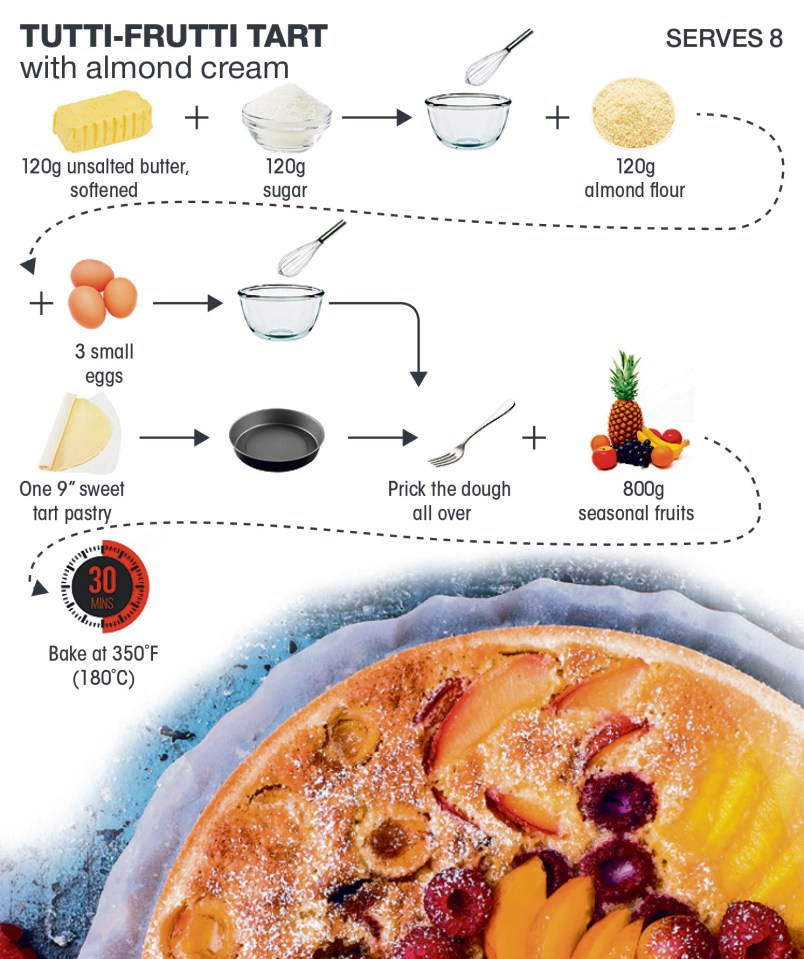 TUTTI-FRUTTI TART
with almond cream
SERVES 8
120g unsalted butter,
softened
120g
sugar
120g
almond flour
3 small
eggs
One 9” sweet
tart pastry
Prick the dough
all over
800g
seasonal fruits
30
MINS
Bake at 350°F
(180°C)